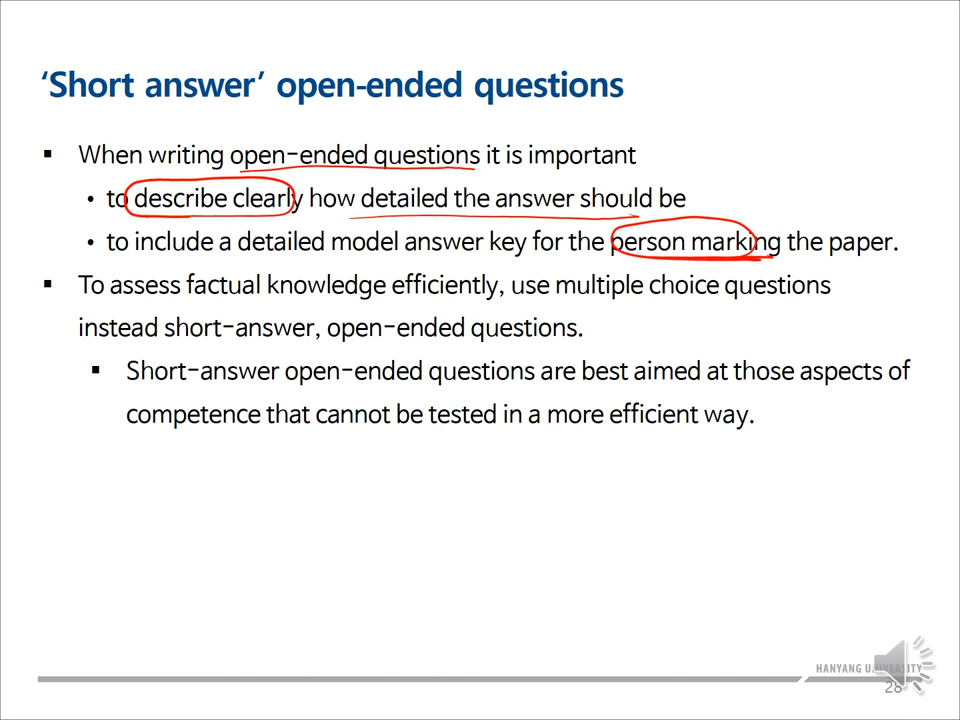 ‘Short answer’ open-ended questions
▪ When writing open-ended questions it is important
• to describe clearly how detailed the answer should be
• to include a detailed model answer key for the person marking the paper.
▪ To assess factual knowledge efficiently, use multiple choice questions
instead short-answer, open-ended questions.
▪ Short-answer open-ended questions are best aimed at those aspects of
competence that cannot be tested in a more efficient way.
HANYANG UNIVERSITY
28